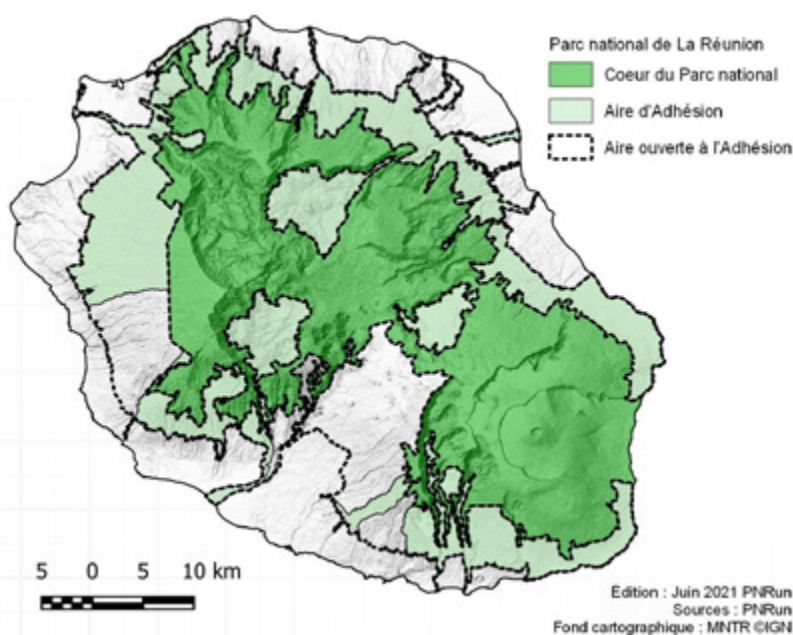 Parc national de La Réunion
Coeur du Parc national
Aire d'Adhésion
Aire ouverte à l'Adhésion
5 0 5 10 km
Édition : Juin 2021 PNRun
Sources : PNRun
Fond cartographique : MNTR ©IGN